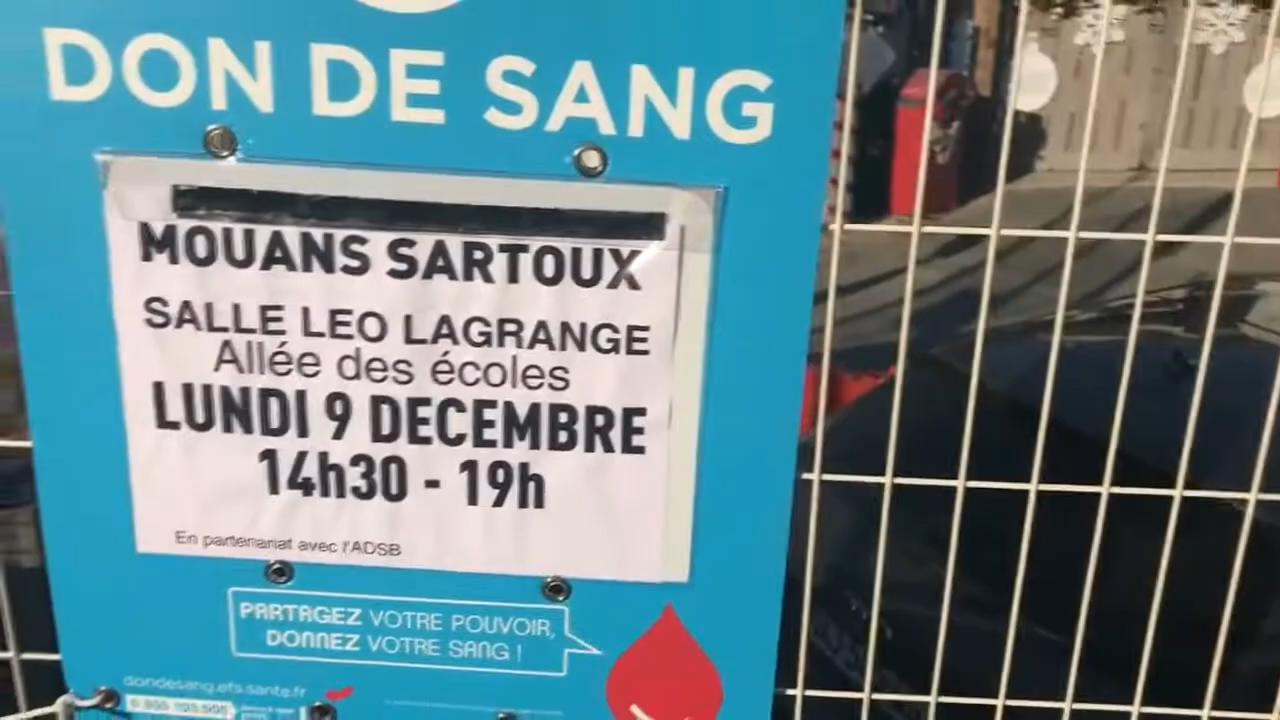 DON DE SANG
MOUANS SARTOUX
SALLE LEO LAGRANGE
Allée des écoles
LUNDI 9 DECEMBRE
14h30 - 19h
En partenariat avec l'ADSB
PARTAGEZ VOTRE POUVOIR,
DONNEZ VOTRE SANG !
dondesang.efs.sante.fr